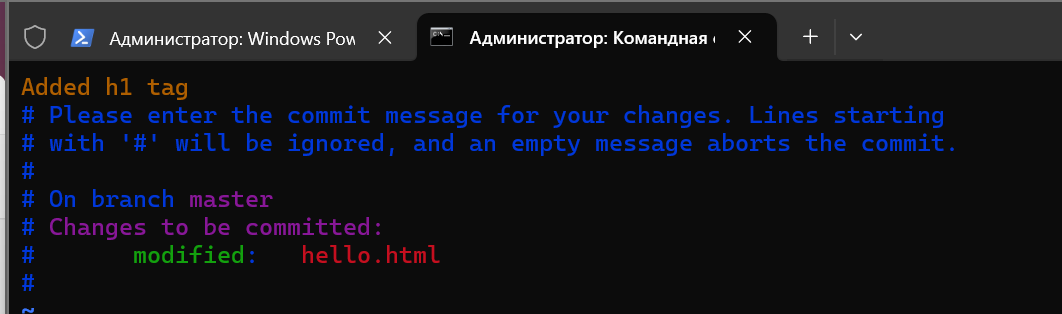 Администратор: Windows Pow
Администратор: Командная
Added h1 tag
# Please enter the commit message for your changes. Lines starting
# with '#' will be ignored, and an empty message aborts the commit.
#
# On branch master
# Changes to be committed:
#       modified:   hello.html
#
~